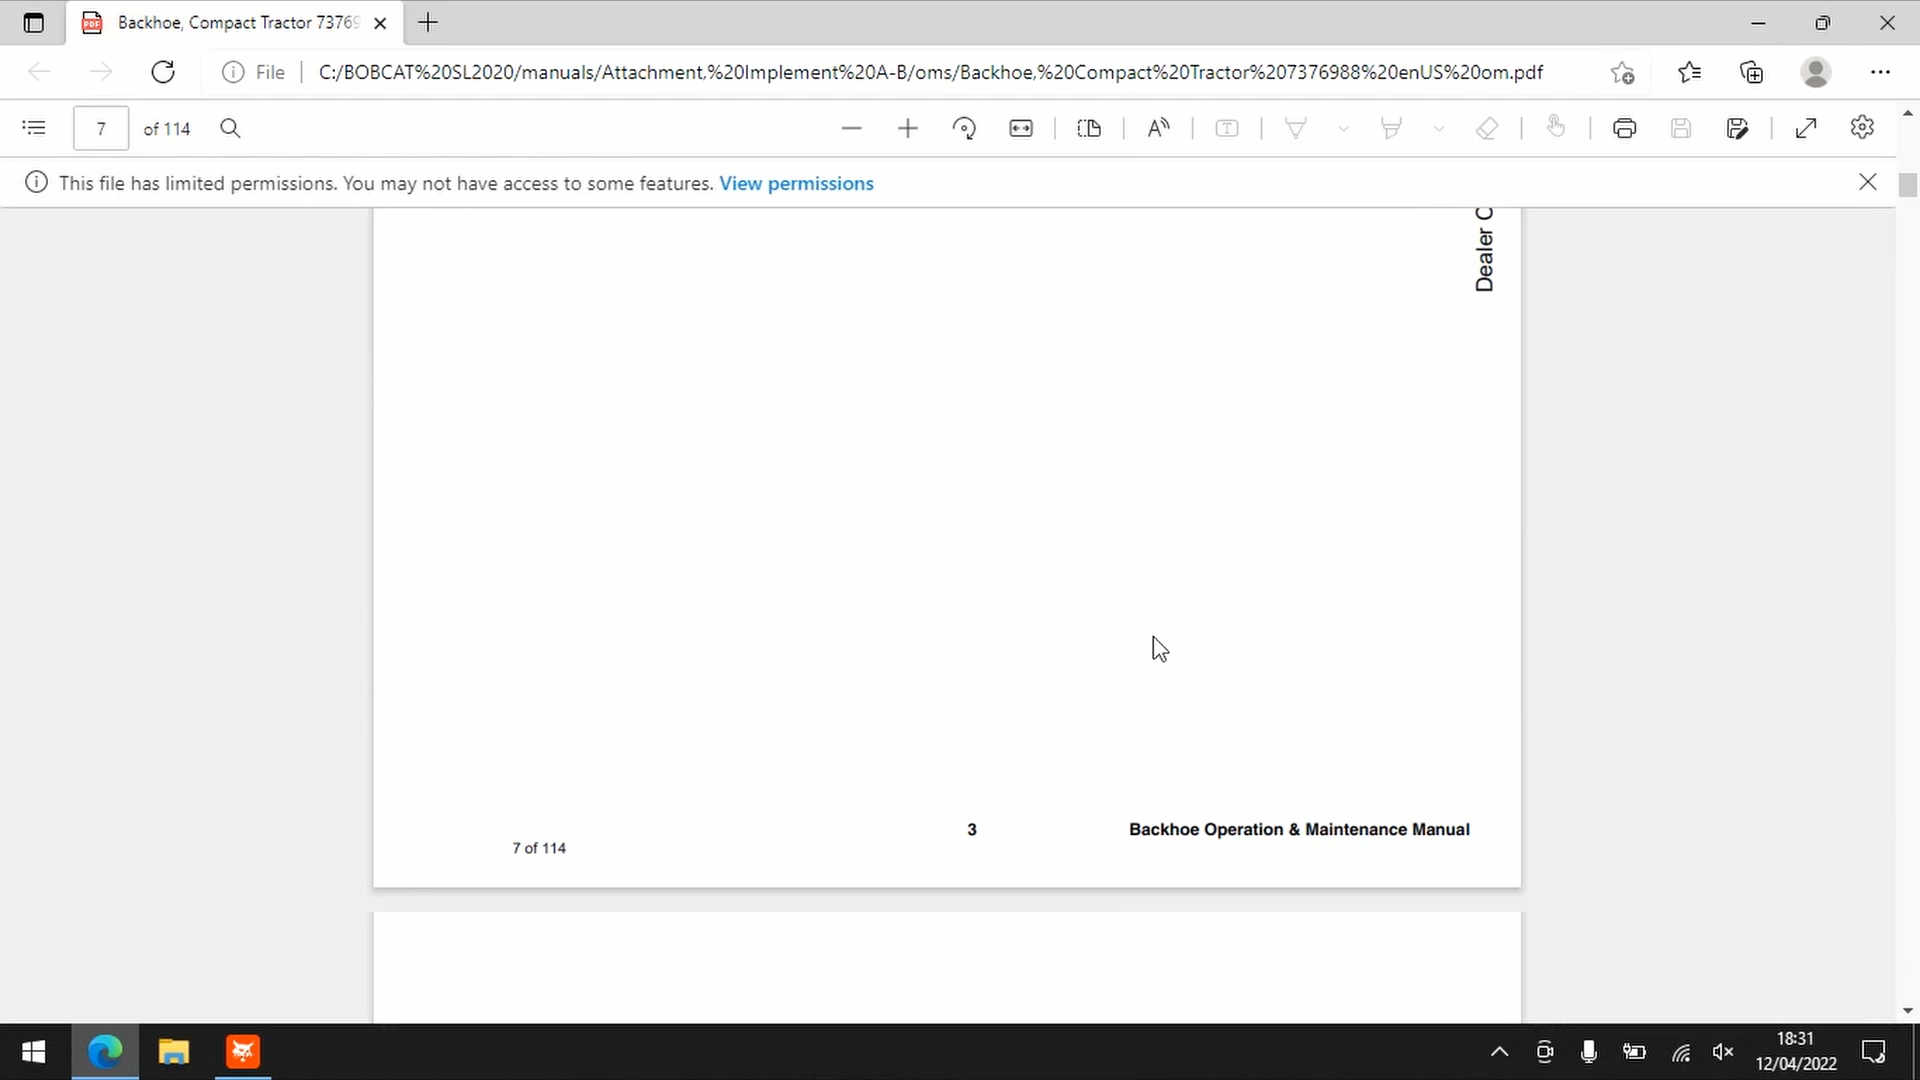 Backhoe, Compact Tractor 73769
File
C:/BOBCAT%20SL2020/manuals/Attachment,%20Implement%20A-B/oms/Backhoe,%20Compact%20Tractor%207376988%20enUS%20om.pdf
7 of 114
This file has limited permissions. You may not have access to some features. View permissions
Dealer C
3 Backhoe Operation & Maintenance Manual
7 of 114
18:31
12/04/2022